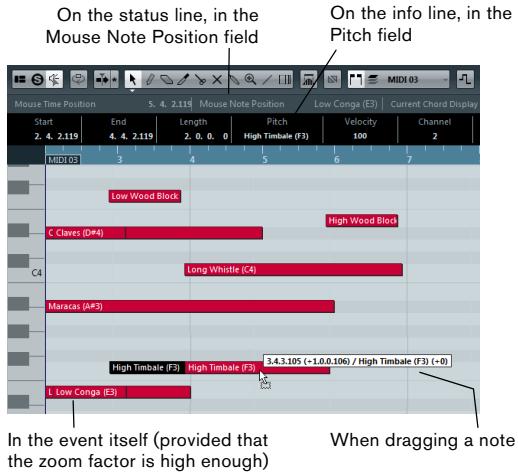 On the status line, in the
Mouse Note Position field
On the info line, in the
Pitch field
MIDI 03
Mouse Time Position 5. 4. 2.119 Mouse Note Position Low Conga (E3) Current Chord Display
Start End Length Pitch Velocity Channel
2. 4. 2.119 4. 4. 2.119 2. 0. 0. 0 High Timbale (F3) 100 2
MIDI 03 3 4 5 6 7
Low Wood Block
High Wood Block
C Claves (D#4)
C4
Long Whistle (C4)
Maracas (A#3)
3.4.3.105 (+1.0.0.106) / High Timbale (F3) (+0)
High Timbale (F3) High Timbale (F3)
L Low Conga (E3)
In the event itself (provided that
the zoom factor is high enough)
When dragging a note